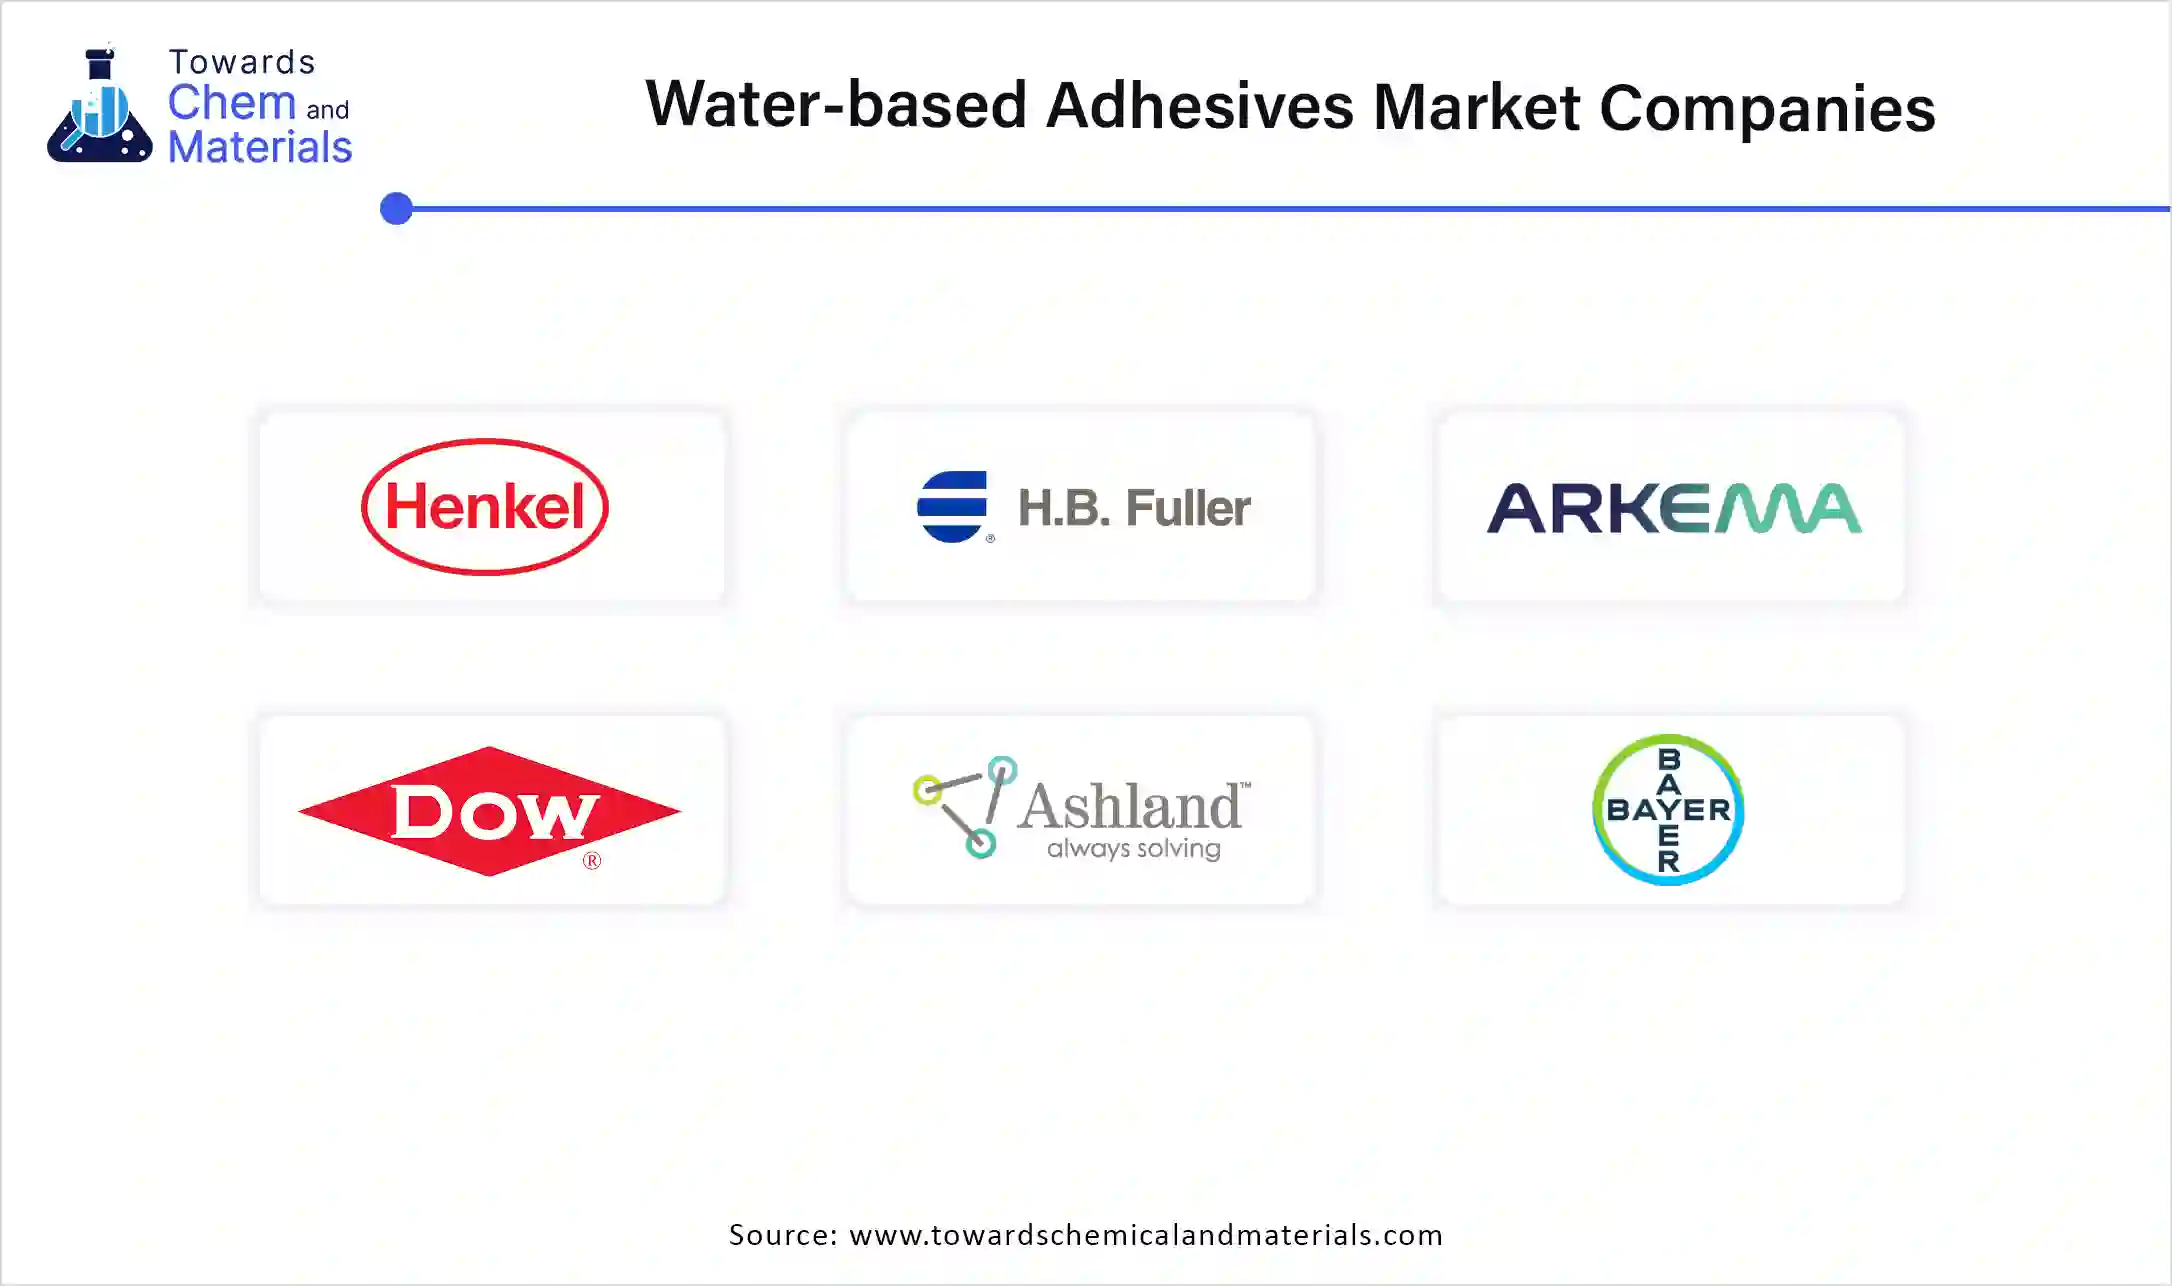 Towards
Chem and
Materials
Water-based Adhesives Market Companies
Henkel
H.B. Fuller
®
ARKEMA
Dow
®
Ashland™
always solving
BAYER
BAYER
Source: www.towardschemicalandmaterials.com